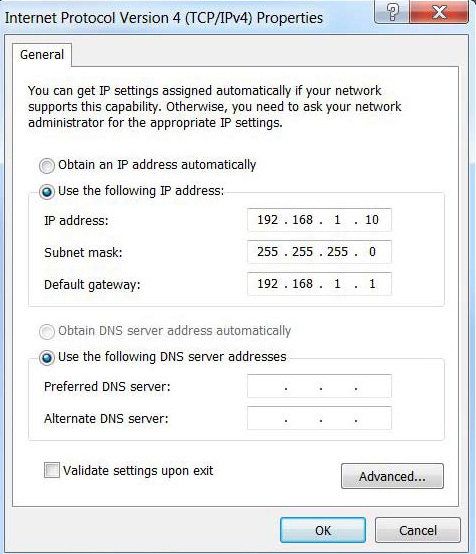 Internet Protocol Version 4 (TCP/IPv4) Properties
?
X
General
You can get IP settings assigned automatically if your network
supports this capability. Otherwise, you need to ask your network
administrator for the appropriate IP settings.
Obtain an IP address automatically
Use the following IP address:
IP address: 192 . 168 . 1 . 10
Subnet mask: 255 . 255 . 255 . 0
Default gateway: 192 . 168 . 1 . 1
Obtain DNS server address automatically
Use the following DNS server addresses
Preferred DNS server: . . .
Alternate DNS server: . . .
Validate settings upon exit
Advanced...
OK Cancel